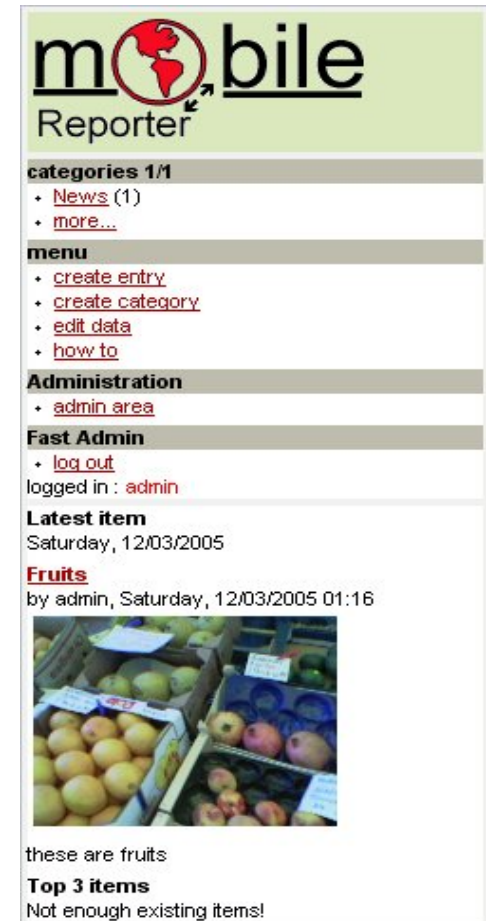 mobile
Reporter
categories 1/1
News (1)
more...
menu
create entry
create category
edit data
how to
Administration
admin area
Fast Admin
log out
logged in : admin
Latest item
Saturday, 12/03/2005
Fruits
by admin, Saturday, 12/03/2005 01:16
these are fruits
Top 3 items
Not enough existing items!